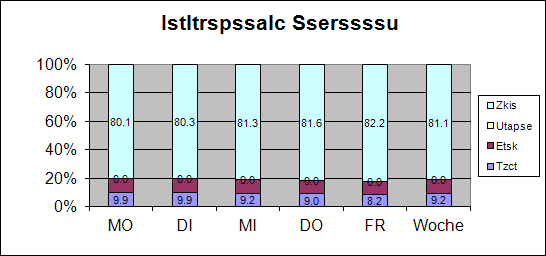 Istltrspssalc Sserssssu
100%
80%
60%
40%
20%
0%
80.1 80.3 81.3 81.6 82.2 81.1
0.0 0.0 0.0 0.0 0.0 0.0
9.9 9.9 9.2 9.0 8.2 9.2
MO DI MI DO FR Woche
Zkis
Utapse
Etsk
Tzct